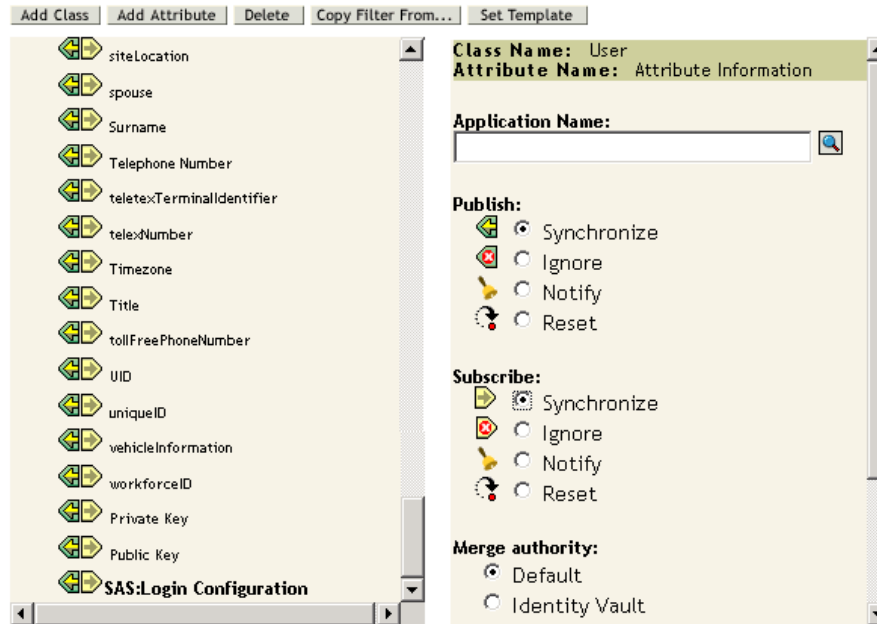 Add Class Add Attribute Delete Copy Filter From... Set Template
siteLocation
spouse
Surname
Telephone Number
teletexTerminalIdentifier
telexNumber
Timezone
Title
tollFreePhoneNumber
UID
uniqueID
vehicleInformation
workforceID
Private Key
Public Key
SAS:Login Configuration
Class Name: User
Attribute Name: Attribute Information
Application Name:
Publish:
Synchronize
Ignore
Notify
Reset
Subscribe:
Synchronize
Ignore
Notify
Reset
Merge authority:
Default
Identity Vault